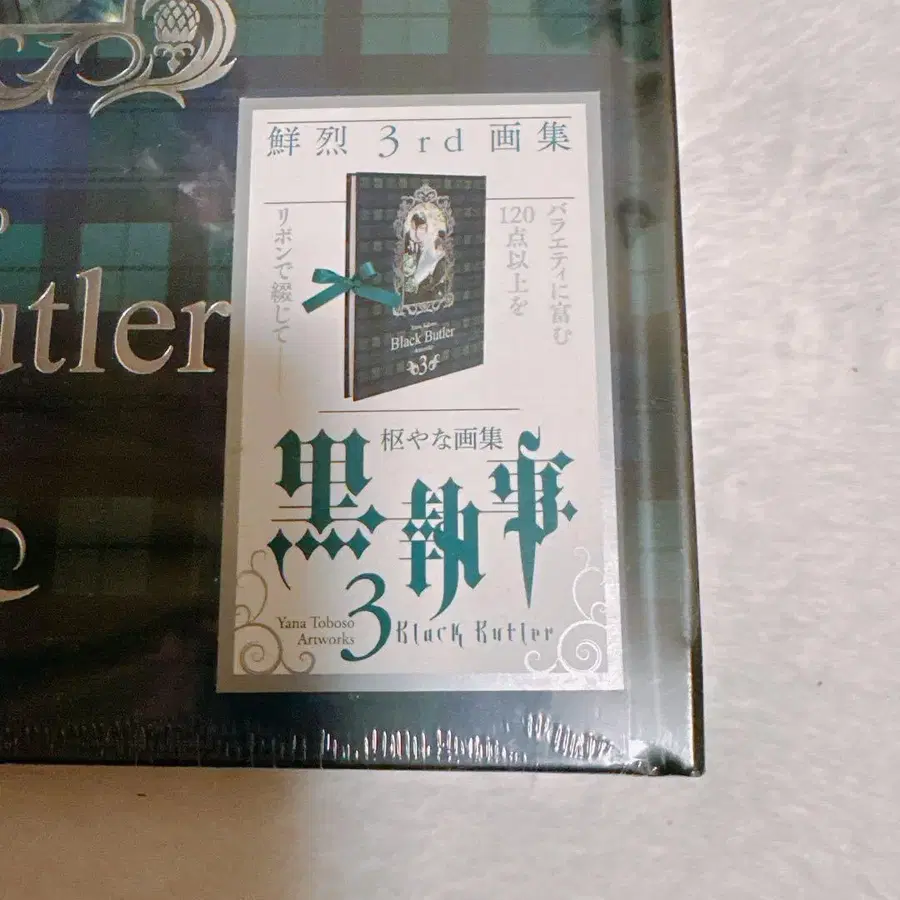 鮮烈 3rd 画集
バラエティに富む
120点以上を
リボンで綴じて――
Black Butler
3
枢やな画集
黒執事
3
Yana Toboso
Artworks
Black Butler
utler